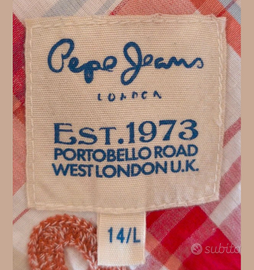 Pepe Jeans
LONDON
EST. 1973
PORTOBELLO ROAD
WEST LONDON U.K.
14/L
subito